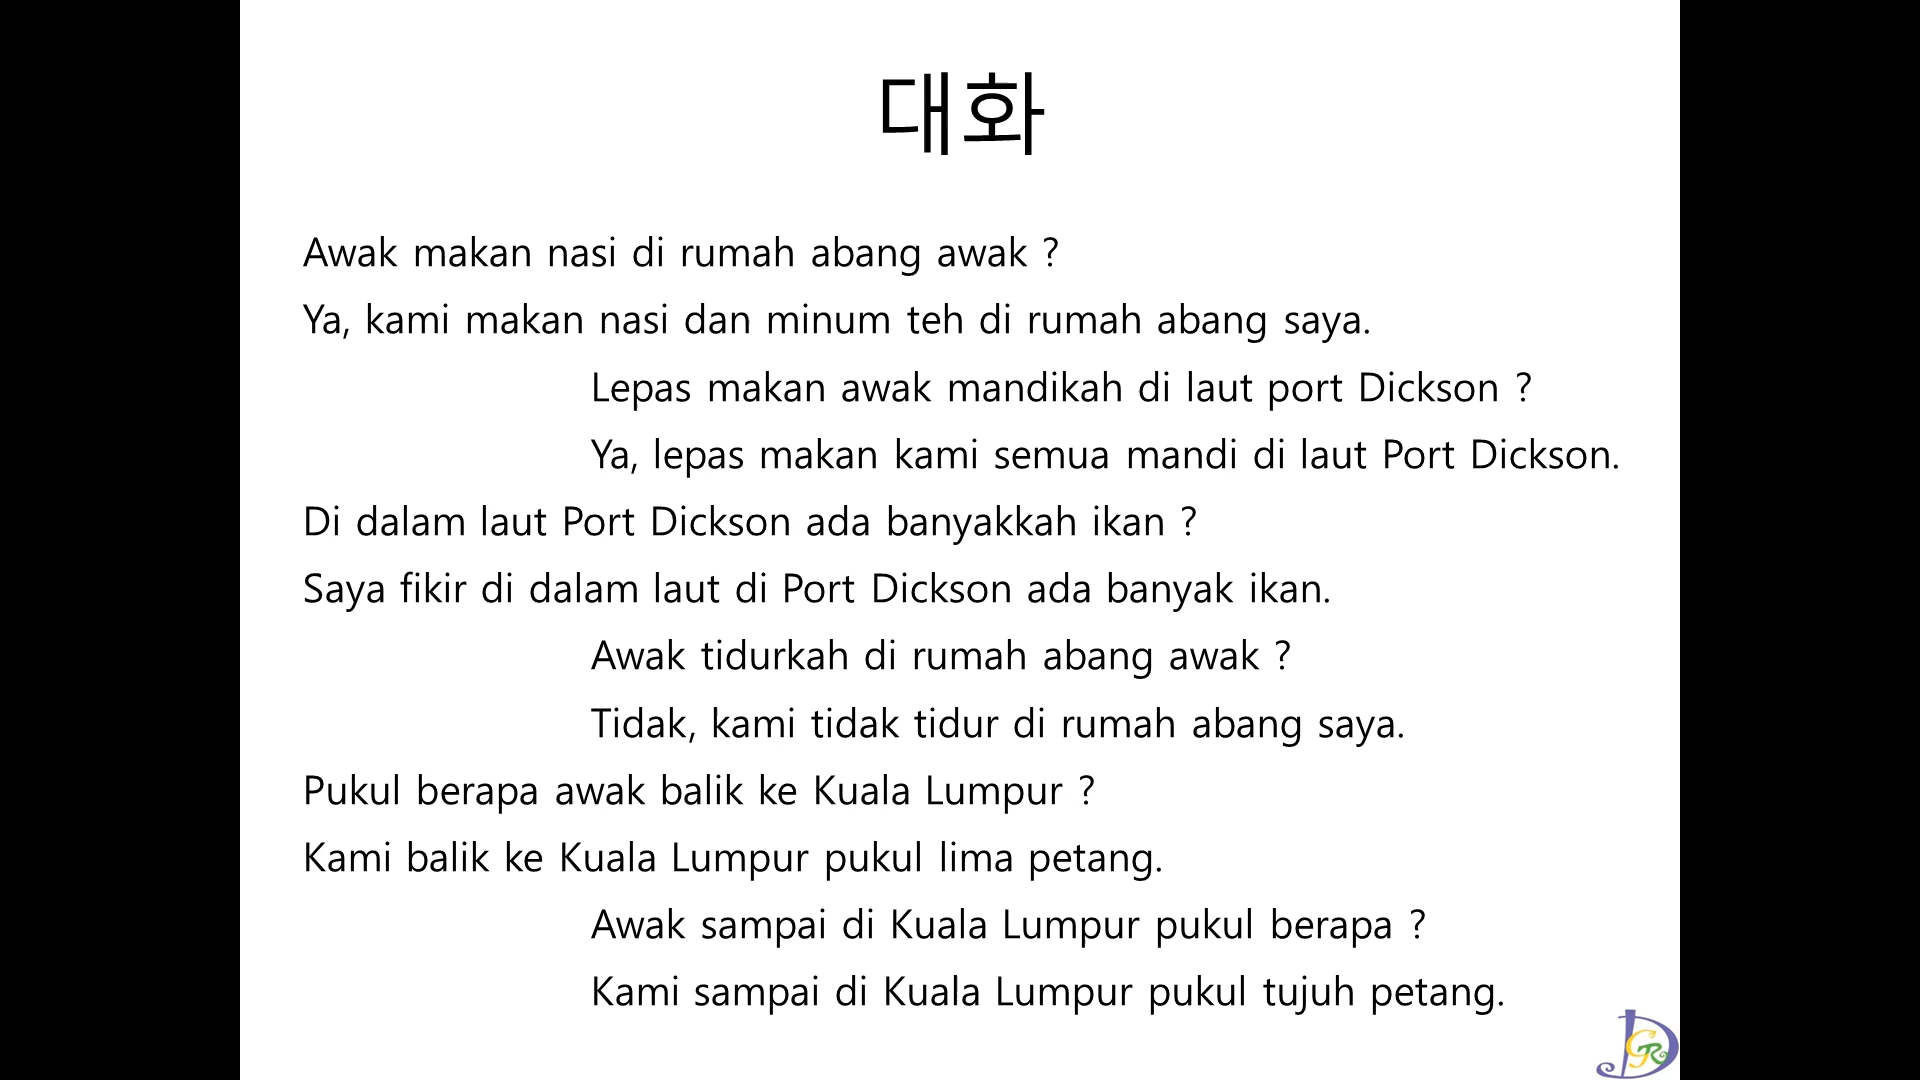 대화
Awak makan nasi di rumah abang awak ?
Ya, kami makan nasi dan minum teh di rumah abang saya.
Lepas makan awak mandikah di laut port Dickson ?
Ya, lepas makan kami semua mandi di laut Port Dickson.
Di dalam laut Port Dickson ada banyakkah ikan ?
Saya fikir di dalam laut di Port Dickson ada banyak ikan.
Awak tidurkah di rumah abang awak ?
Tidak, kami tidak tidur di rumah abang saya.
Pukul berapa awak balik ke Kuala Lumpur ?
Kami balik ke Kuala Lumpur pukul lima petang.
Awak sampai di Kuala Lumpur pukul berapa ?
Kami sampai di Kuala Lumpur pukul tujuh petang.